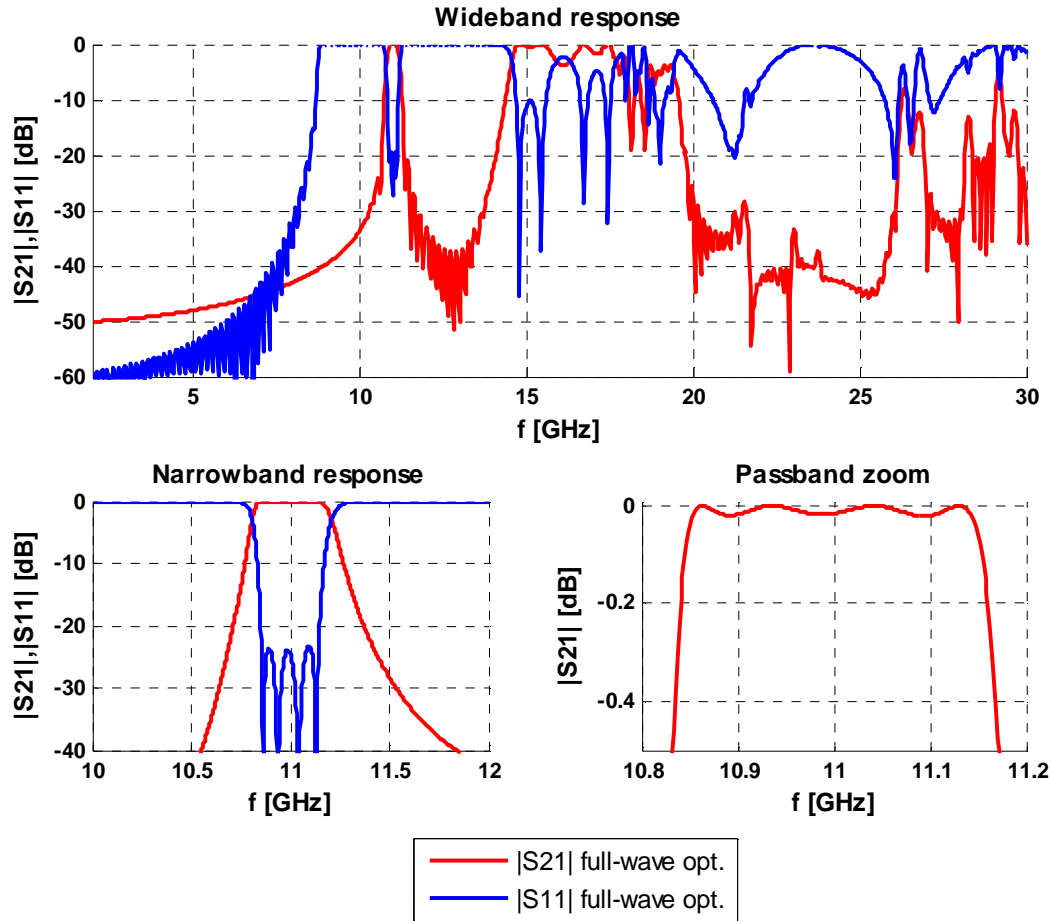 Wideband response
|S21|,|S11| [dB]
0
-10
-20
-30
-40
-50
-60
5
10
15
20
25
30
f [GHz]
Narrowband response
|S21|,|S11| [dB]
0
-10
-20
-30
-40
10
10.5
11
11.5
12
f [GHz]
Passband zoom
|S21| [dB]
0
-0.2
-0.4
10.8
10.9
11
11.1
11.2
f [GHz]
|S21| full-wave opt.
|S11| full-wave opt.